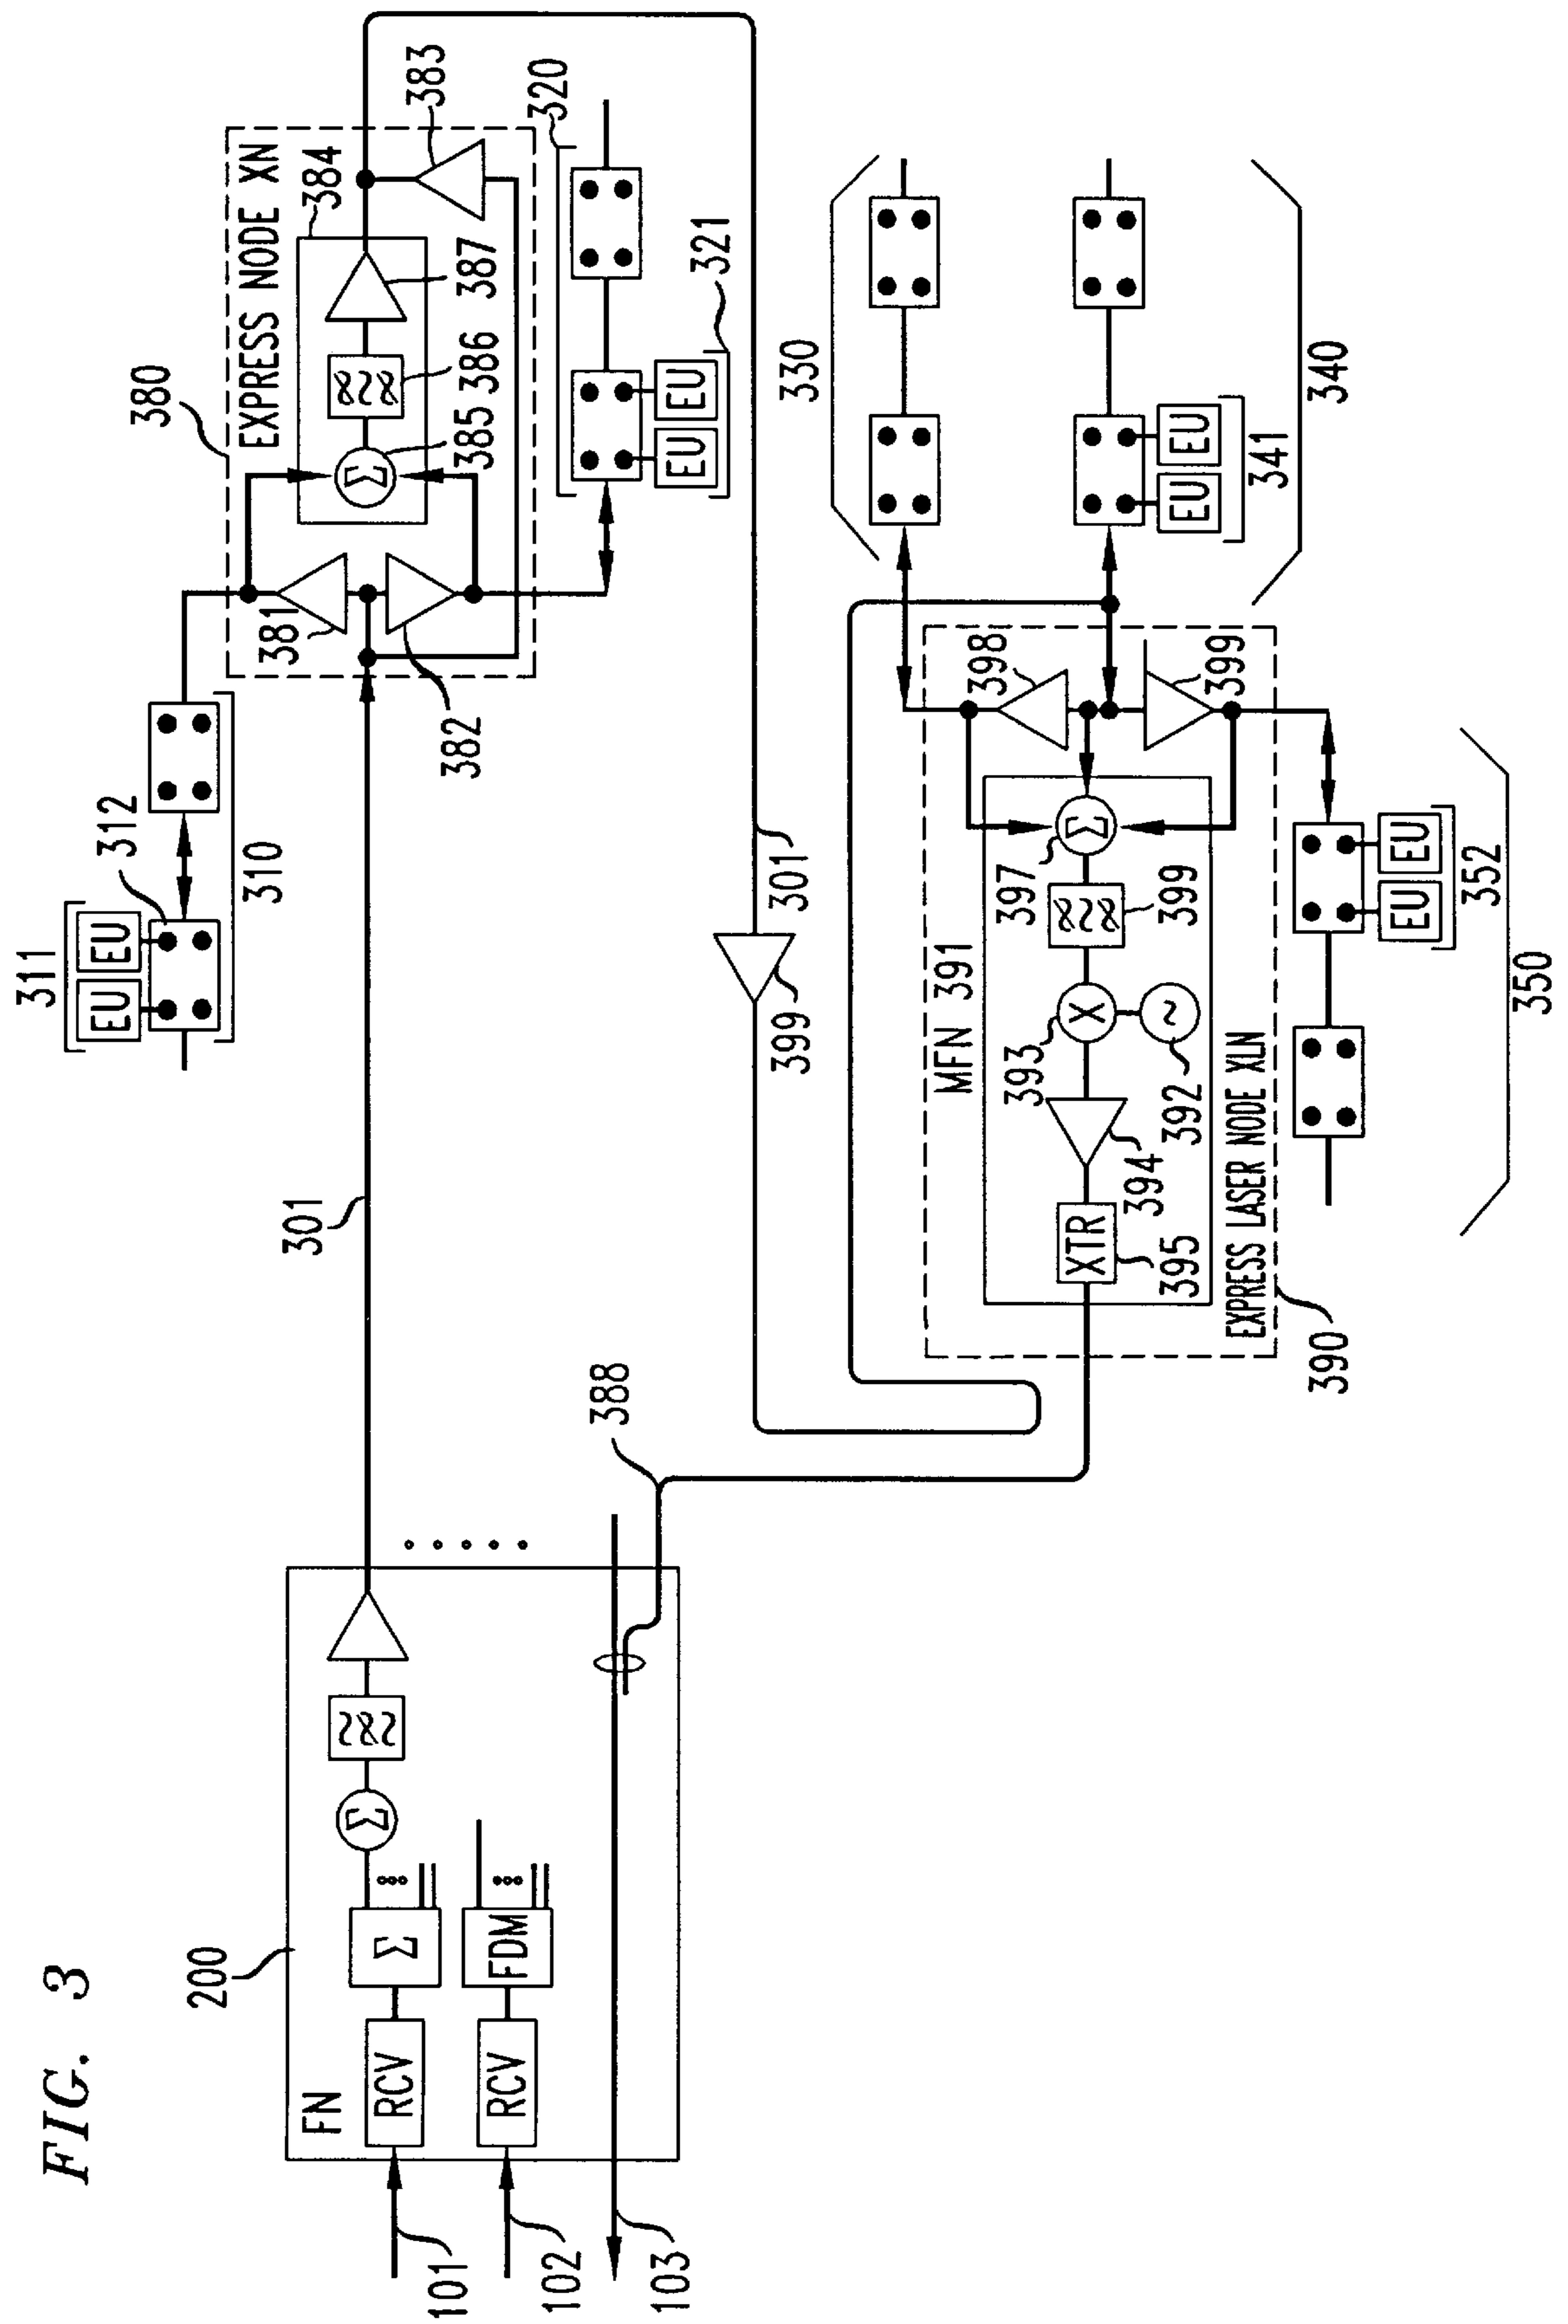 FIG. 3
200
FN
RCV
Σ
Σ
RCV
FDM
101
102
103
388
301
311
EU
EU
312
310
380
EXPRESS NODE XN
381
382
384
385
386
387
383
Σ
320
EU
EU
321
301
399
330
340
341
EU
EU
MFN 391
398
399
397
Σ
399
393
X
~
392
394
XTR
395
EXPRESS LASER NODE XLN
390
EU
EU
352
350